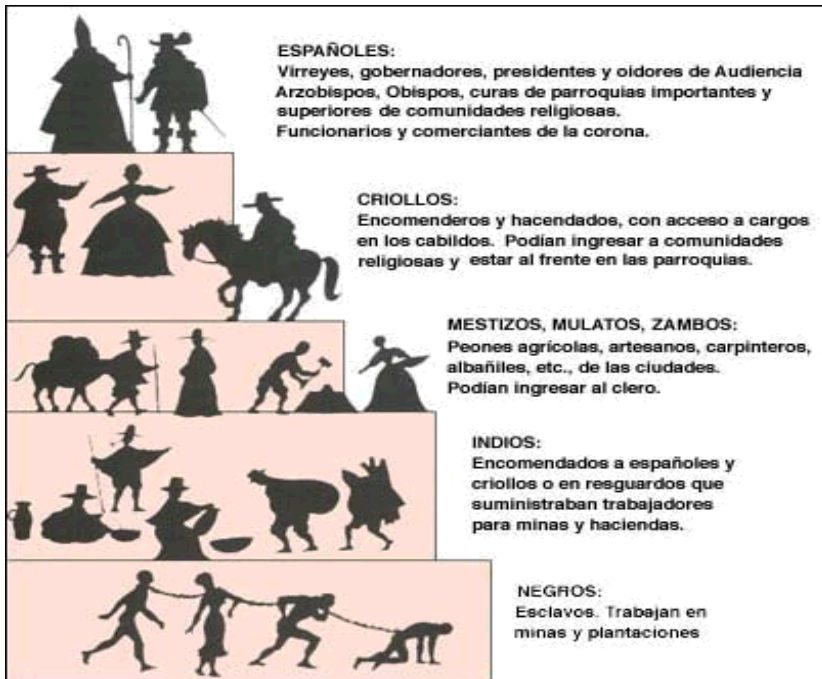 ESPAÑOLES:
Virreyes, gobernadores, presidentes y oidores de Audiencia
Arzobispos, Obispos, curas de parroquias importantes y
superiores de comunidades religiosas.
Funcionarios y comerciantes de la corona.
CRIOLLOS:
Encomenderos y hacendados, con acceso a cargos
en los cabildos. Podían ingresar a comunidades
religiosas y estar al frente en las parroquias.
MESTIZOS, MULATOS, ZAMBOS:
Peones agrícolas, artesanos, carpinteros,
albañiles, etc., de las ciudades.
Podían ingresar al clero.
INDIOS:
Encomendados a españoles y
criollos o en resguardos que
suministraban trabajadores
para minas y haciendas.
NEGROS:
Esclavos. Trabajan en
minas y plantaciones